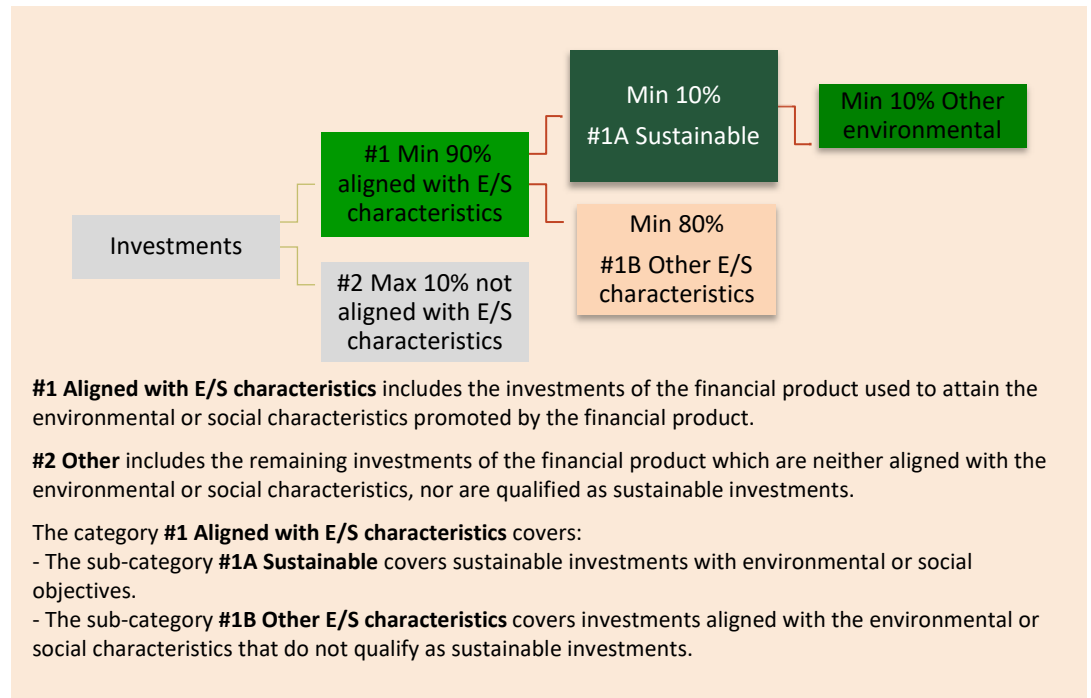 Investments
#1 Min 90%
aligned with E/S
characteristics
#2 Max 10% not
aligned with E/S
characteristics
Min 10%
#1A Sustainable
Min 80%
#1B Other E/S
characteristics
Min 10% Other
environmental
#1 Aligned with E/S characteristics includes the investments of the financial product used to attain the
environmental or social characteristics promoted by the financial product.
#2 Other includes the remaining investments of the financial product which are neither aligned with the
environmental or social characteristics, nor are qualified as sustainable investments.
The category #1 Aligned with E/S characteristics covers:
- The sub-category #1A Sustainable covers sustainable investments with environmental or social
objectives.
- The sub-category #1B Other E/S characteristics covers investments aligned with the environmental or
social characteristics that do not qualify as sustainable investments.